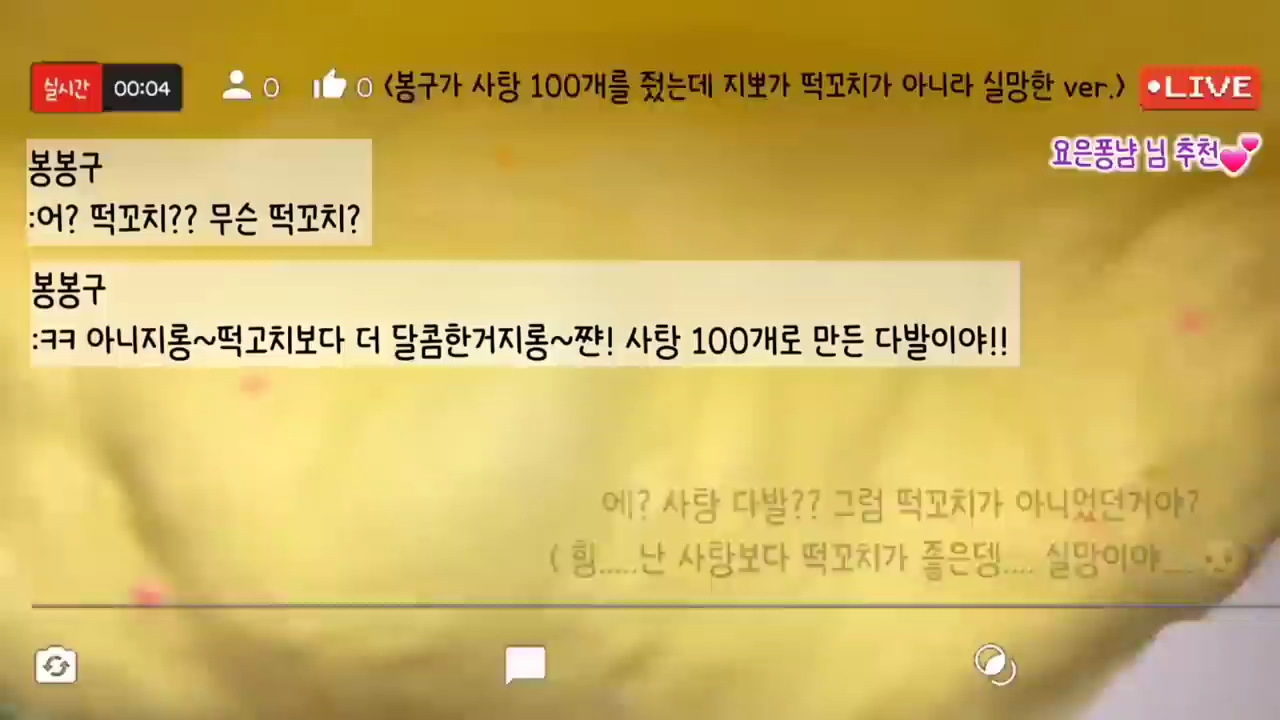 실시간 00:04 0 0 (봉구가 사탕 100개를 줬는데 지뽀가 떡꼬치가 아니라 실망한 ver.) •LIVE
요은퐁냠 님 추천💕
봉봉구
:어? 떡꼬치?? 무슨 떡꼬치?
봉봉구
:ㅋㅋ 아니지롱~떡고치보다 더 달콤한거지롱~쨘! 사탕 100개로 만든 다발이야!!
에? 사탕 다발?? 그럼 떡꼬치가 아니었던거야?
( 힝.....난 사탕보다 떡꼬치가 좋은뎅.... 실망이야....